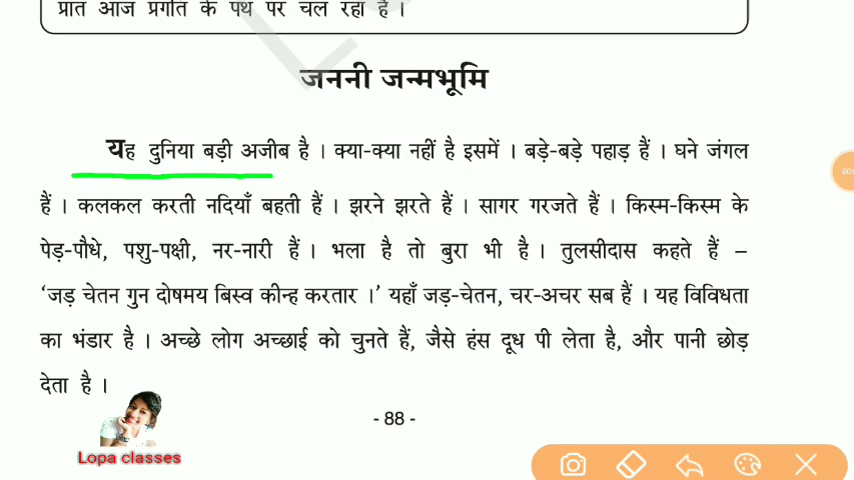 प्रांत आज प्रगति के पथ पर चल रहा है ।
जननी जन्मभूमि
यह दुनिया बड़ी अजीब है । क्या-क्या नहीं है इसमें । बड़े-बड़े पहाड़ हैं । घने जंगल
हैं । कलकल करती नदियाँ बहती हैं । झरने झरते हैं । सागर गरजते हैं । किस्म-किस्म के
पेड़-पौधे, पशु-पक्षी, नर-नारी हैं । भला है तो बुरा भी है । तुलसीदास कहते हैं –
‘जड़ चेतन गुन दोषमय बिस्व कीन्ह करतार ।’ यहाँ जड़-चेतन, चर-अचर सब हैं । यह विविधता
का भंडार है । अच्छे लोग अच्छाई को चुनते हैं, जैसे हंस दूध पी लेता है, और पानी छोड़
देता है ।
- 88 -
Lopa classes